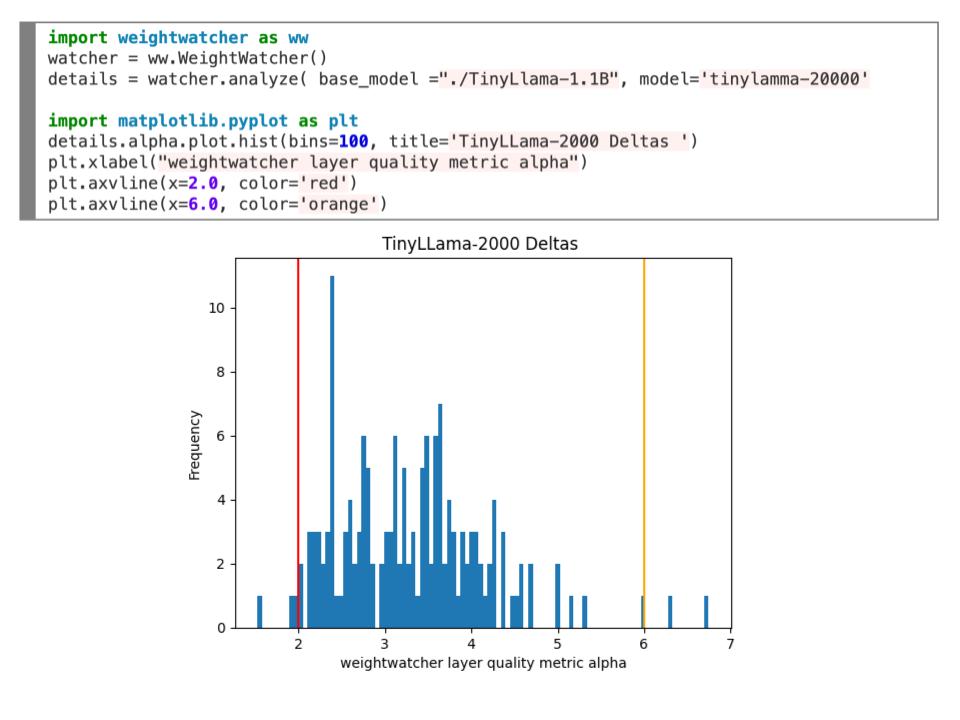 import weightwatcher as ww
watcher = ww.WeightWatcher()
details = watcher.analyze( base_model ="./TinyLlama-1.1B", model='tinylamma-20000'
import matplotlib.pyplot as plt
details.alpha.plot.hist(bins=100, title='TinyLLama-2000 Deltas ')
plt.xlabel("weightwatcher layer quality metric alpha")
plt.axvline(x=2.0, color='red')
plt.axvline(x=6.0, color='orange')
TinyLLama-2000 Deltas
10
8
6
4
2
0
Frequency
2 3 4 5 6 7
weightwatcher layer quality metric alpha